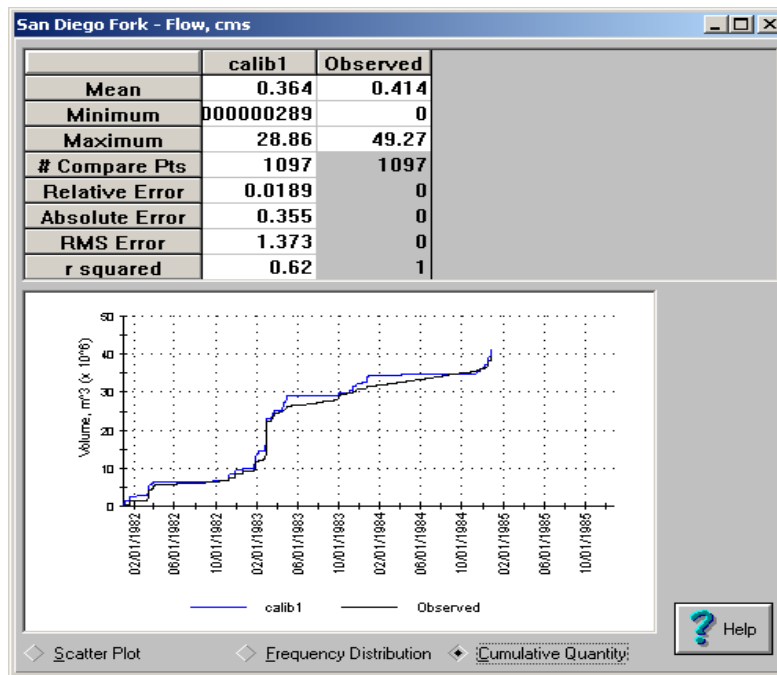 San Diego Fork - Flow, cms
calib1 Observed
Mean 0.364 0.414
Minimum 000000289 0
Maximum 28.86 49.27
# Compare Pts 1097 1097
Relative Error 0.0189 0
Absolute Error 0.355 0
RMS Error 1.373 0
r squared 0.62 1
Volume, m^3 (x 10^6)
50
40
30
20
10
0
02/01/1982 06/01/1982 10/01/1982 02/01/1983 06/01/1983 10/01/1983 02/01/1984 06/01/1984 10/01/1984 02/01/1985 06/01/1985 10/01/1985
calib1 Observed
Help
Scatter Plot Frequency Distribution Cumulative Quantity